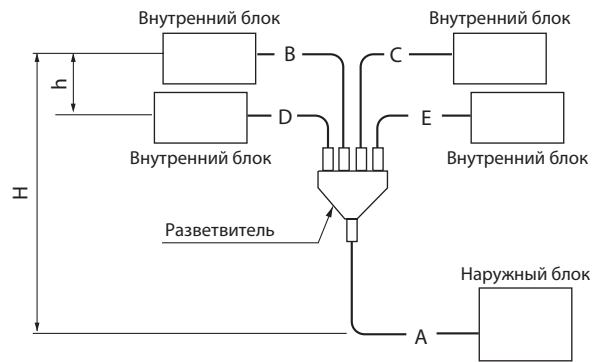 Внутренний блок
Внутренний блок
B
C
h
D
E
Внутренний блок
Внутренний блок
H
Разветвитель
Наружный блок
A